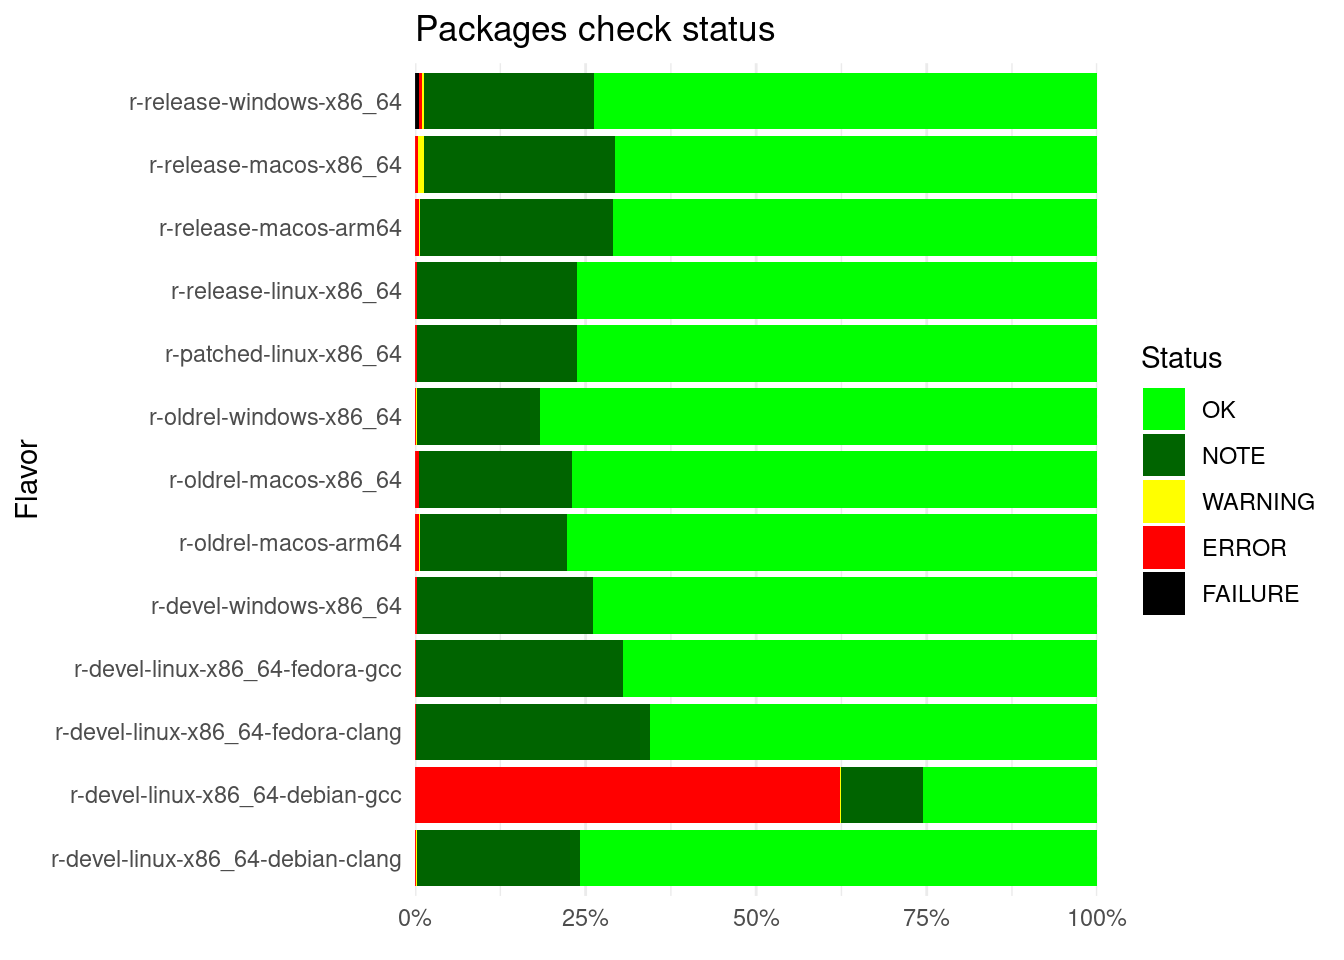 Packages check status
r-release-windows-x86_64
r-release-macos-x86_64
r-release-macos-arm64
r-release-linux-x86_64
r-patched-linux-x86_64
r-oldrel-windows-x86_64
r-oldrel-macos-x86_64
r-oldrel-macos-arm64
r-devel-windows-x86_64
r-devel-linux-x86_64-fedora-gcc
r-devel-linux-x86_64-fedora-clang
r-devel-linux-x86_64-debian-gcc
r-devel-linux-x86_64-debian-clang
Flavor
0% 25% 50% 75% 100%
Status
OK
NOTE
WARNING
ERROR
FAILURE